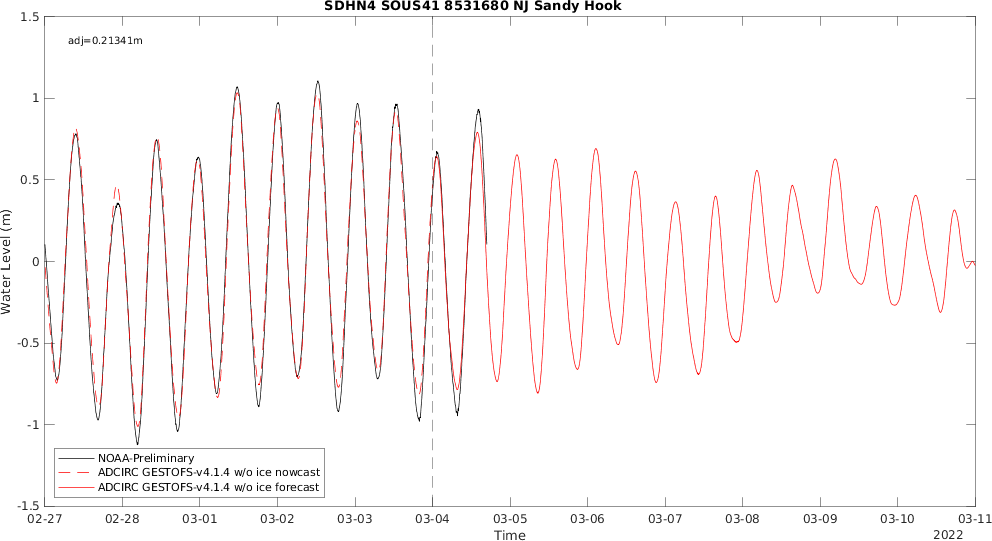 SDHN4 SOUS41 8531680 NJ Sandy Hook
adj=0.21341m
1.5
1
0.5
0
-0.5
-1
-1.5
Water Level (m)
NOAA-Preliminary
ADCIRC GESTOFS-v4.1.4 w/o ice nowcast
ADCIRC GESTOFS-v4.1.4 w/o ice forecast
02-27 02-28 03-01 03-02 03-03 03-04 03-05 03-06 03-07 03-08 03-09 03-10 03-11
Time
2022